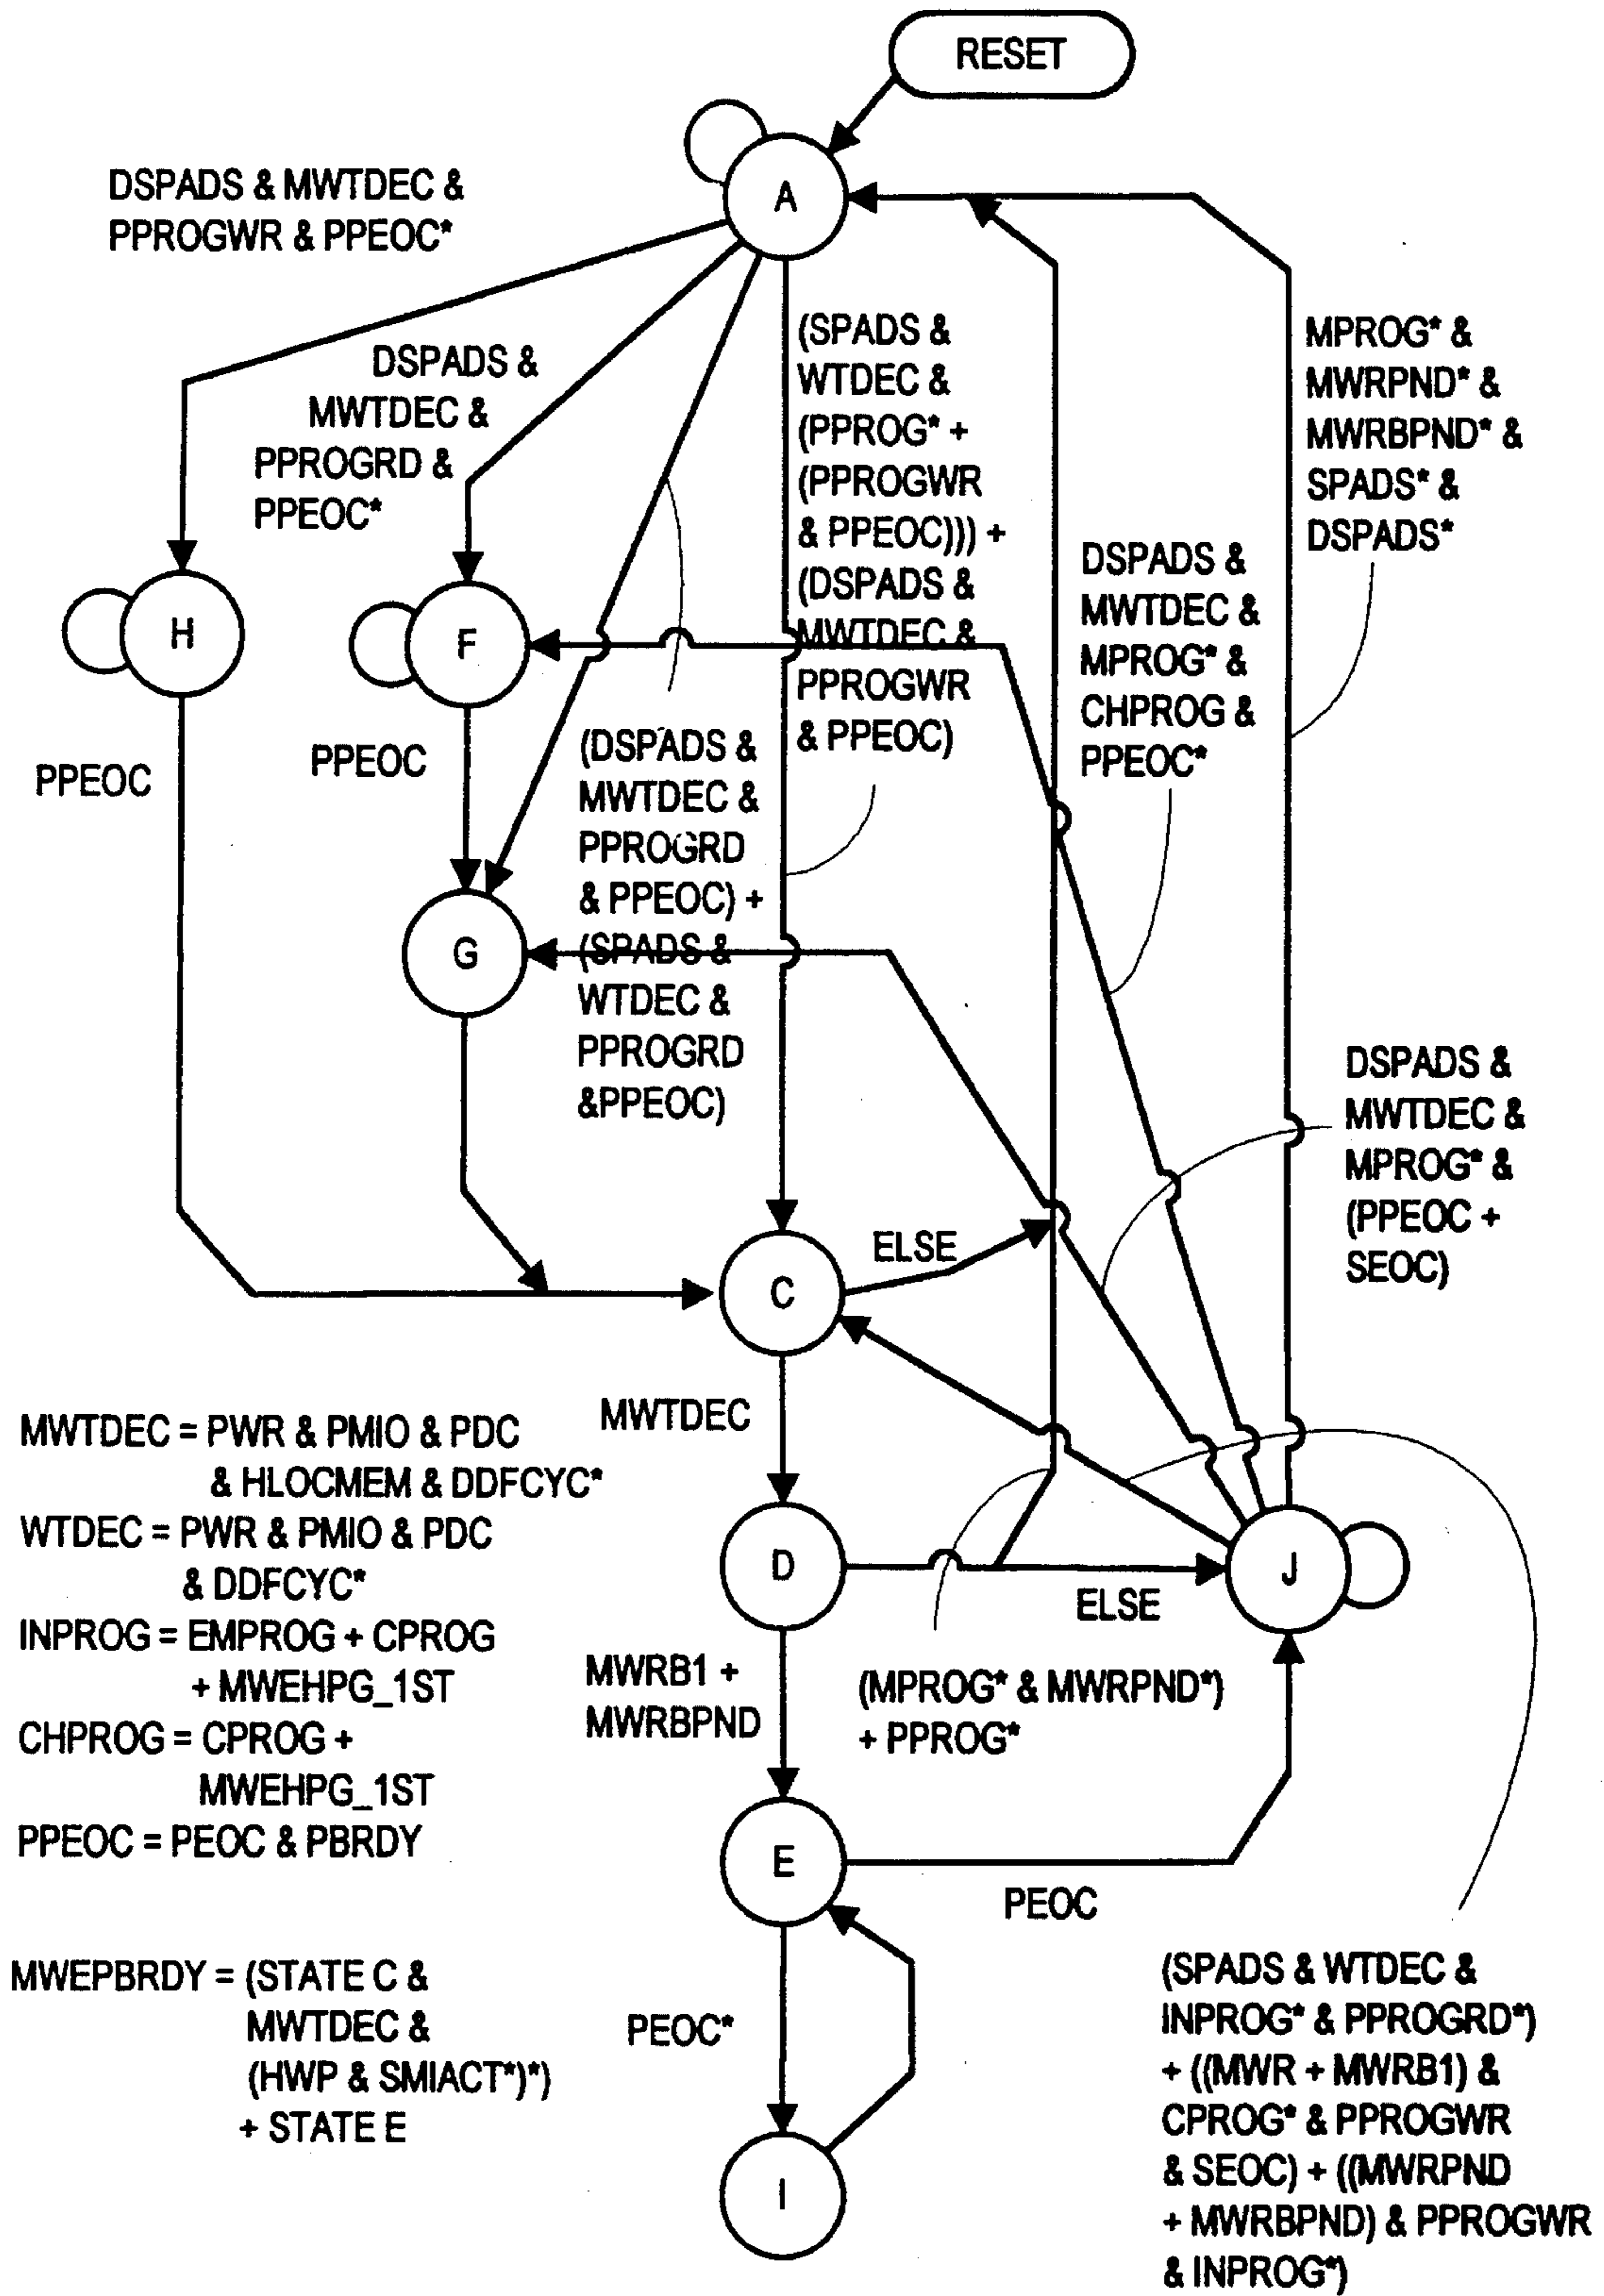 RESET
A
DSPADS & MWTDEC &
PPROGWR & PPEOC*
DSPADS &
MWTDEC &
PPROGRD &
PPEOC*
(SPADS &
WTDEC &
(PPROG* +
(PPROGWR
& PPEOC))) +
(DSPADS &
MWTDEC &
PPROGWR
& PPEOC)
MPROG* &
MWRPND* &
MWRBPND* &
SPADS* &
DSPADS*
DSPADS &
MWTDEC &
MPROG* &
CHPROG &
PPEOC*
H
F
PPEOC
PPEOC
(DSPADS &
MWTDEC &
PPROGRD
& PPEOC) +
(SPADS &
WTDEC &
PPROGRD
&PPEOC)
G
DSPADS &
MWTDEC &
MPROG* &
(PPEOC +
SEOC)
C
ELSE
MWTDEC
MWTDEC = PWR & PMIO & PDC
& HLOCMEM & DDFCYC*
WTDEC = PWR & PMIO & PDC
& DDFCYC*
INPROG = EMPROG + CPROG
+ MWEHPG_1ST
CHPROG = CPROG +
MWEHPG_1ST
PPEOC = PEOC & PBRDY
D
ELSE
J
MWRB1 +
MWRBPND
(MPROG* & MWRPND*)
+ PPROG*
E
PEOC
MWEPBRDY = (STATE C &
MWTDEC &
(HWP & SMIACT*)*)
+ STATE E
PEOC*
I
(SPADS & WTDEC &
INPROG* & PPROGRD*)
+ ((MWR + MWRB1) &
CPROG* & PPROGWR
& SEOC) + ((MWRPND
+ MWRBPND) & PPROGWR
& INPROG*)